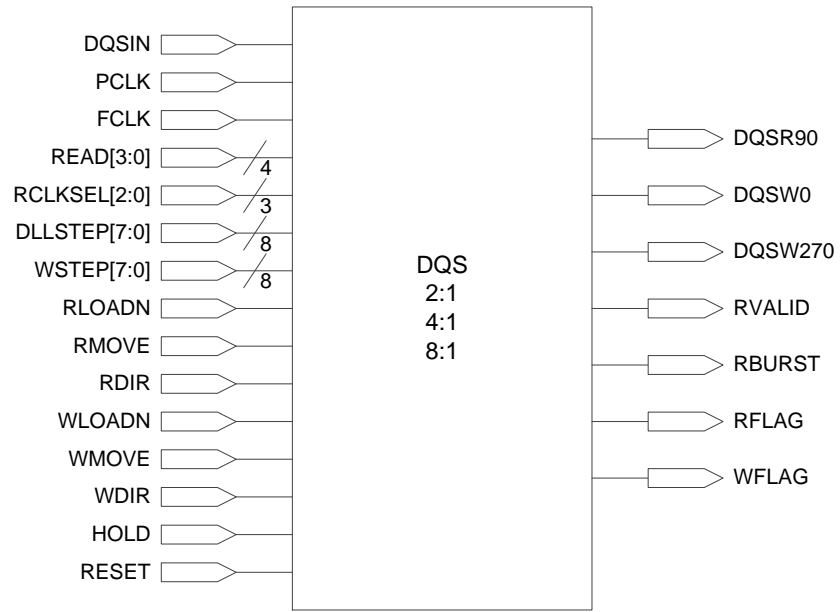 DQSIN
PCLK
FCLK
READ[3:0]
4
RCLKSEL[2:0]
3
DLLSTEP[7:0]
8
WSTEP[7:0]
8
RLOADN
RMOVE
RDIR
WLOADN
WMOVE
WDIR
HOLD
RESET
DQS
2:1
4:1
8:1
DQSR90
DQSW0
DQSW270
RVALID
RBURST
RFLAG
WFLAG